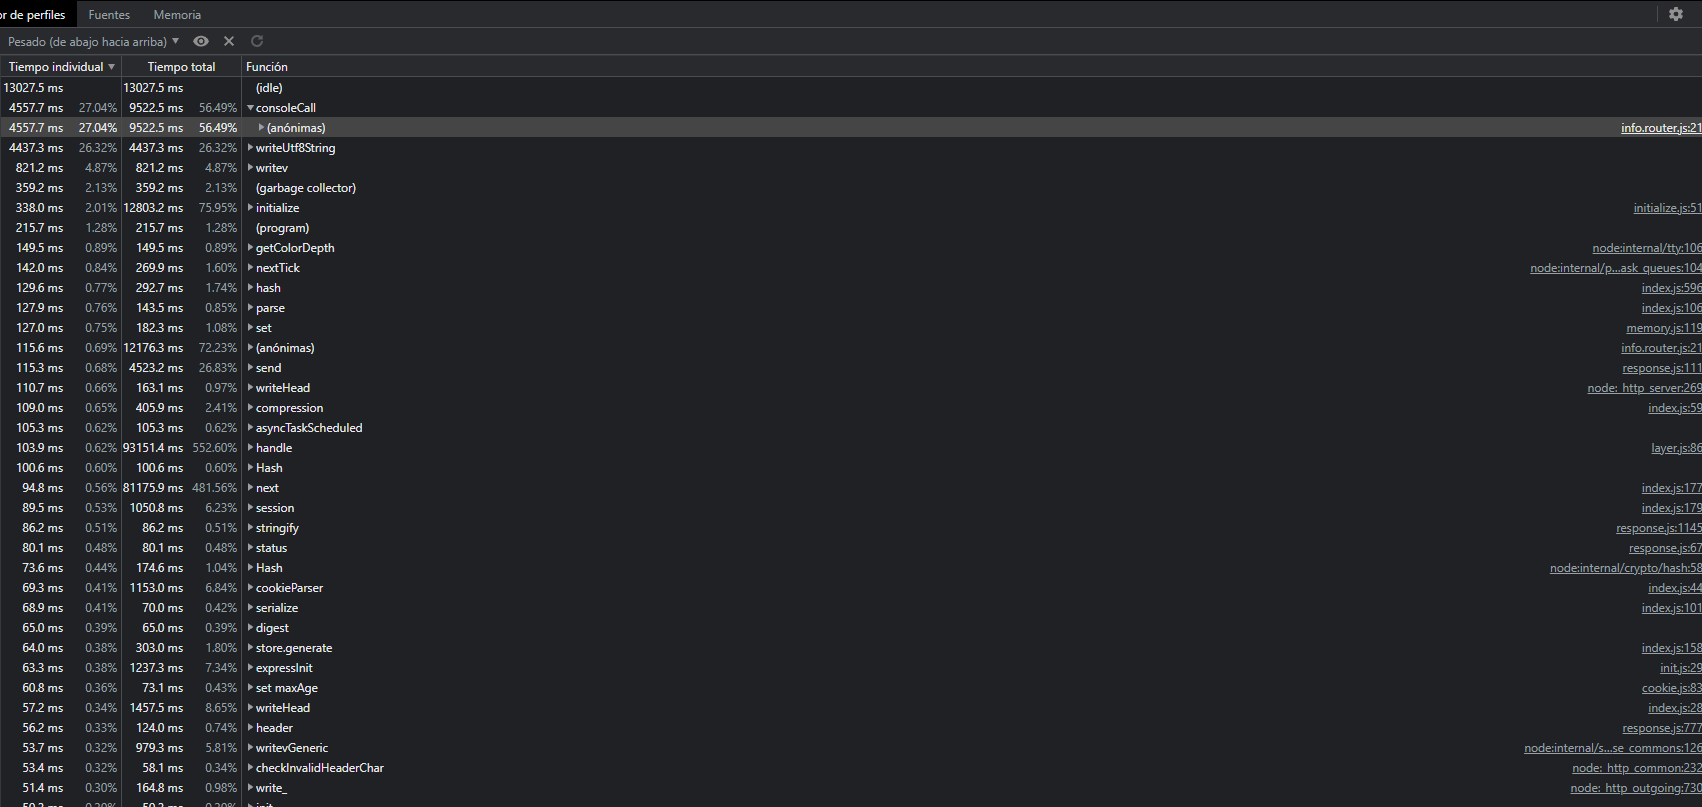 or de perfiles Fuentes Memoria
Pesado (de abajo hacia arriba)
Tiempo individual Tiempo total Función
13027.5 ms 13027.5 ms (idle)
4557.7 ms 27.04% 9522.5 ms 56.49% consoleCall
4557.7 ms 27.04% 9522.5 ms 56.49% (anónimas) info.router.js:21
4437.3 ms 26.32% 4437.3 ms 26.32% writeUtf8String
821.2 ms 4.87% 821.2 ms 4.87% writev
359.2 ms 2.13% 359.2 ms 2.13% (garbage collector)
338.0 ms 2.01% 12803.2 ms 75.95% initialize initialize.js:51
215.7 ms 1.28% 215.7 ms 1.28% (program)
149.5 ms 0.89% 149.5 ms 0.89% getColorDepth node:internal/tty:106
142.0 ms 0.84% 269.9 ms 1.60% nextTick node:internal/p...ask_queues:104
129.6 ms 0.77% 292.7 ms 1.74% hash index.js:596
127.9 ms 0.76% 143.5 ms 0.85% parse index.js:106
127.0 ms 0.75% 182.3 ms 1.08% set memory.js:119
115.6 ms 0.69% 12176.3 ms 72.23% (anónimas) info.router.js:21
115.3 ms 0.68% 4523.2 ms 26.83% send response.js:111
110.7 ms 0.66% 163.1 ms 0.97% writeHead node:_http_server:269
109.0 ms 0.65% 405.9 ms 2.41% compression index.js:59
105.3 ms 0.62% 105.3 ms 0.62% asyncTaskScheduled
103.9 ms 0.62% 93151.4 ms 552.60% handle layer.js:86
100.6 ms 0.60% 100.6 ms 0.60% Hash
94.8 ms 0.56% 81175.9 ms 481.56% next index.js:177
89.5 ms 0.53% 1050.8 ms 6.23% session index.js:179
86.2 ms 0.51% 86.2 ms 0.51% stringify response.js:1145
80.1 ms 0.48% 80.1 ms 0.48% status response.js:67
73.6 ms 0.44% 174.6 ms 1.04% Hash node:internal/crypto/hash:58
69.3 ms 0.41% 1153.0 ms 6.84% cookieParser index.js:44
68.9 ms 0.41% 70.0 ms 0.42% serialize index.js:101
65.0 ms 0.39% 65.0 ms 0.39% digest
64.0 ms 0.38% 303.0 ms 1.80% store.generate index.js:158
63.3 ms 0.38% 1237.3 ms 7.34% expressInit init.js:29
60.8 ms 0.36% 73.1 ms 0.43% set maxAge cookie.js:83
57.2 ms 0.34% 1457.5 ms 8.65% writeHead index.js:28
56.2 ms 0.33% 124.0 ms 0.74% header response.js:777
53.7 ms 0.32% 979.3 ms 5.81% writevGeneric node:internal/s...se_commons:126
53.4 ms 0.32% 58.1 ms 0.34% checkInvalidHeaderChar node:_http_common:232
51.4 ms 0.30% 164.8 ms 0.98% write_ node:_http_outgoing:730